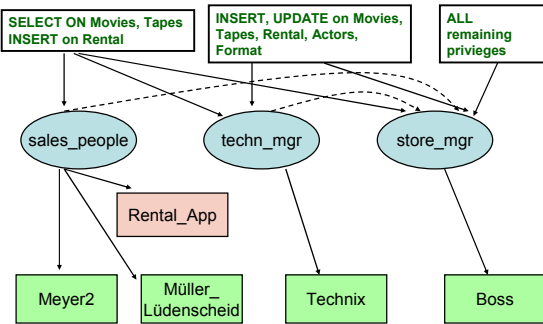 SELECT ON Movies, Tapes
INSERT on Rental
INSERT, UPDATE on Movies,
Tapes, Rental, Actors,
Format
ALL
remaining
privieges
sales_people
techn_mgr
store_mgr
Rental_App
Meyer2
Müller_
Lüdenscheid
Technix
Boss